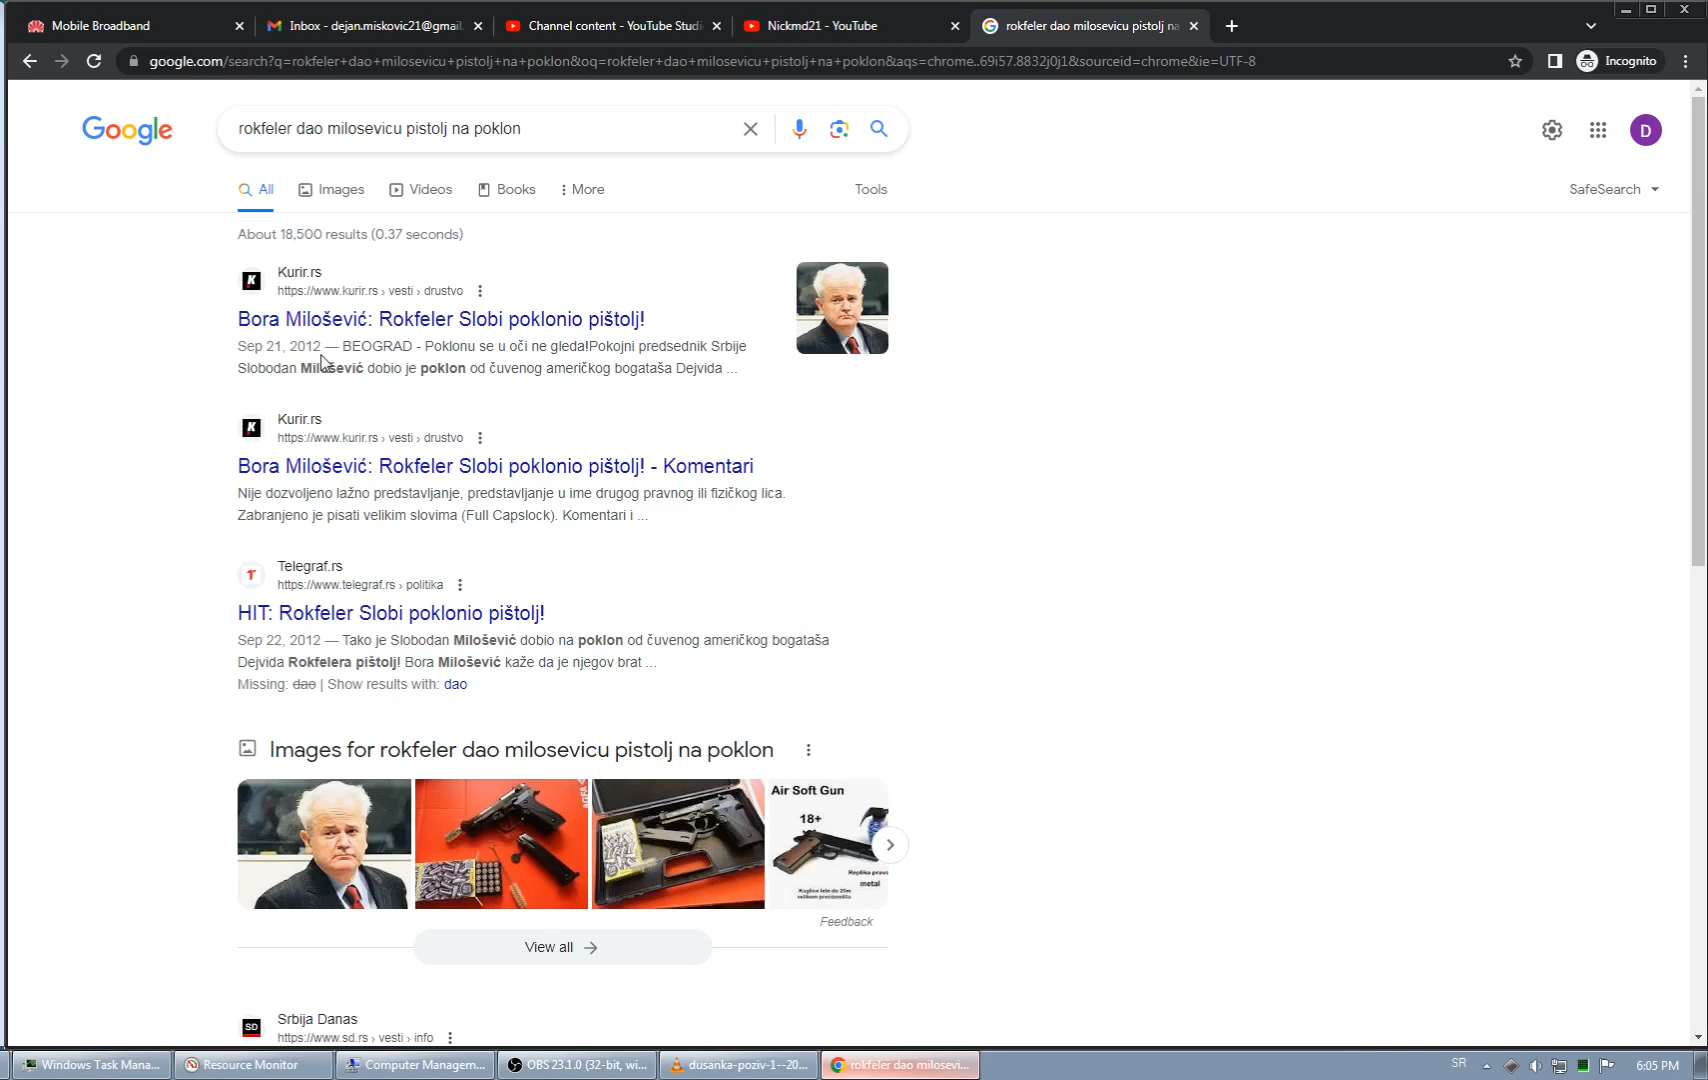 Mobile Broadband
Inbox - dejan.miskovic21@gmail.
Channel content - YouTube Studi
Nickmd21 - YouTube
rokfeler dao milosevicu pistolj na
google.com/search?q=rokfeler+dao+milosevicu+pistolj+na+poklon&oq=rokfeler+dao+milosevicu+pistolj+na+poklon&aqs=chrome..69i57.8832j0j1&sourceid=chrome&ie=UTF-8
Incognito
Google
rokfeler dao milosevicu pistolj na poklon
D
All
Images
Videos
Books
More
Tools
SafeSearch
About 18,500 results (0.37 seconds)
K
Kurir.rs
https://www.kurir.rs › vesti › drustvo
Bora Milošević: Rokfeler Slobi poklonio pištolj!
Sep 21, 2012 — BEOGRAD - Poklonu se u oči ne gleda!Pokojni predsednik Srbije
Slobodan Milošević dobio je poklon od čuvenog američkog bogataša Dejvida ...
K
Kurir.rs
https://www.kurir.rs › vesti › drustvo
Bora Milošević: Rokfeler Slobi poklonio pištolj! - Komentari
Nije dozvoljeno lažno predstavljanje, predstavljanje u ime drugog pravnog ili fizičkog lica.
Zabranjeno je pisati velikim slovima (Full Capslock). Komentari i ...
Telegraf.rs
https://www.telegraf.rs › politika
HIT: Rokfeler Slobi poklonio pištolj!
Sep 22, 2012 — Tako je Slobodan Milošević dobio na poklon od čuvenog američkog bogataša
Dejvida Rokfelera pištolj! Bora Milošević kaže da je njegov brat ...
Missing: dao | Show results with: dao
Images for rokfeler dao milosevicu pistolj na poklon
AGFA
Air Soft Gun
18+
Replika
metal
Kuglice lete do 20m
Feedback
View all
SD
Srbija Danas
https://www.sd.rs › vesti › info
Windows Task Mana...
Resource Monitor
Computer Managem...
OBS 23.1.0 (32-bit, wi...
dusanka-poziv-1--20...
rokfeler dao milosevi...
SR
6:05 PM